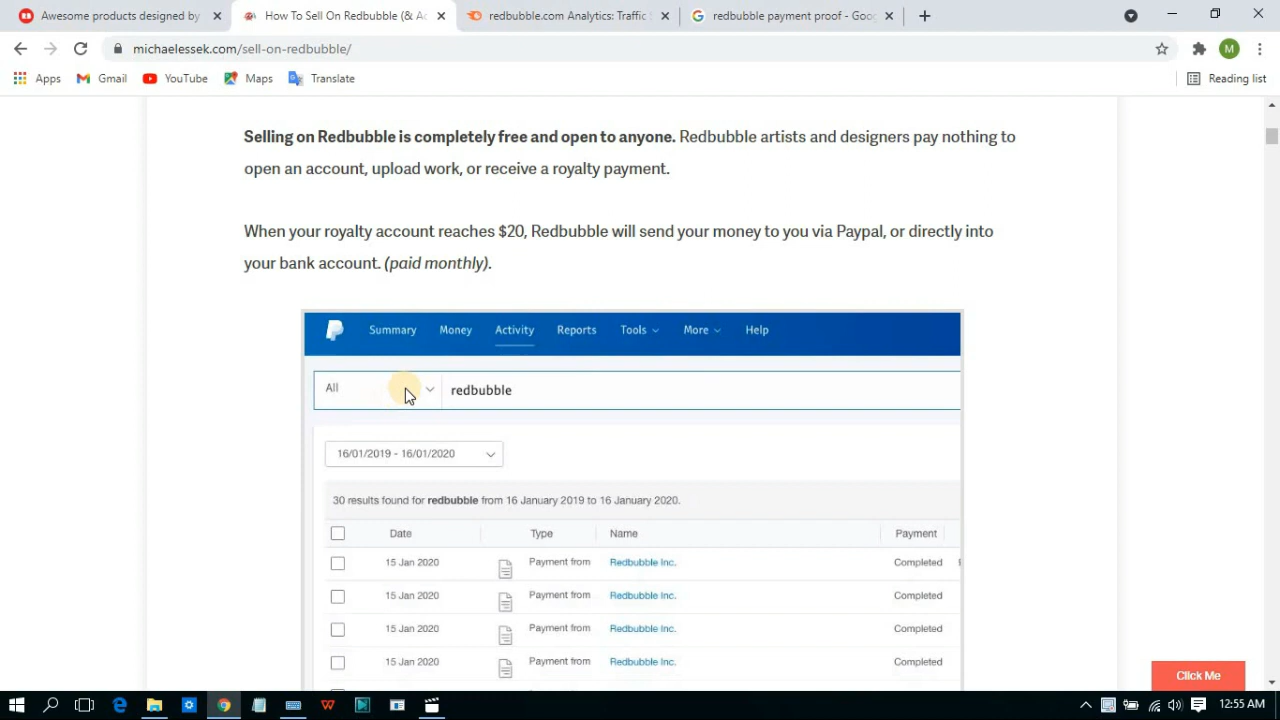 Awesome products designed by
How To Sell On Redbubble (& Ac
redbubble.com Analytics: Traffic S
redbubble payment proof - Goo
michaelessek.com/sell-on-redbubble/
M
Apps
Gmail
YouTube
Maps
Translate
Reading list
Selling on Redbubble is completely free and open to anyone. Redbubble artists and designers pay nothing to
open an account, upload work, or receive a royalty payment.
When your royalty account reaches $20, Redbubble will send your money to you via Paypal, or directly into
your bank account. (paid monthly).
Summary Money Activity Reports Tools More Help
All redbubble
16/01/2019 - 16/01/2020
30 results found for redbubble from 16 January 2019 to 16 January 2020.
Date Type Name Payment
15 Jan 2020 Payment from Redbubble Inc. Completed
15 Jan 2020 Payment from Redbubble Inc. Completed
15 Jan 2020 Payment from Redbubble Inc. Completed
15 Jan 2020 Payment from Redbubble Inc. Completed
Click Me
12:55 AM